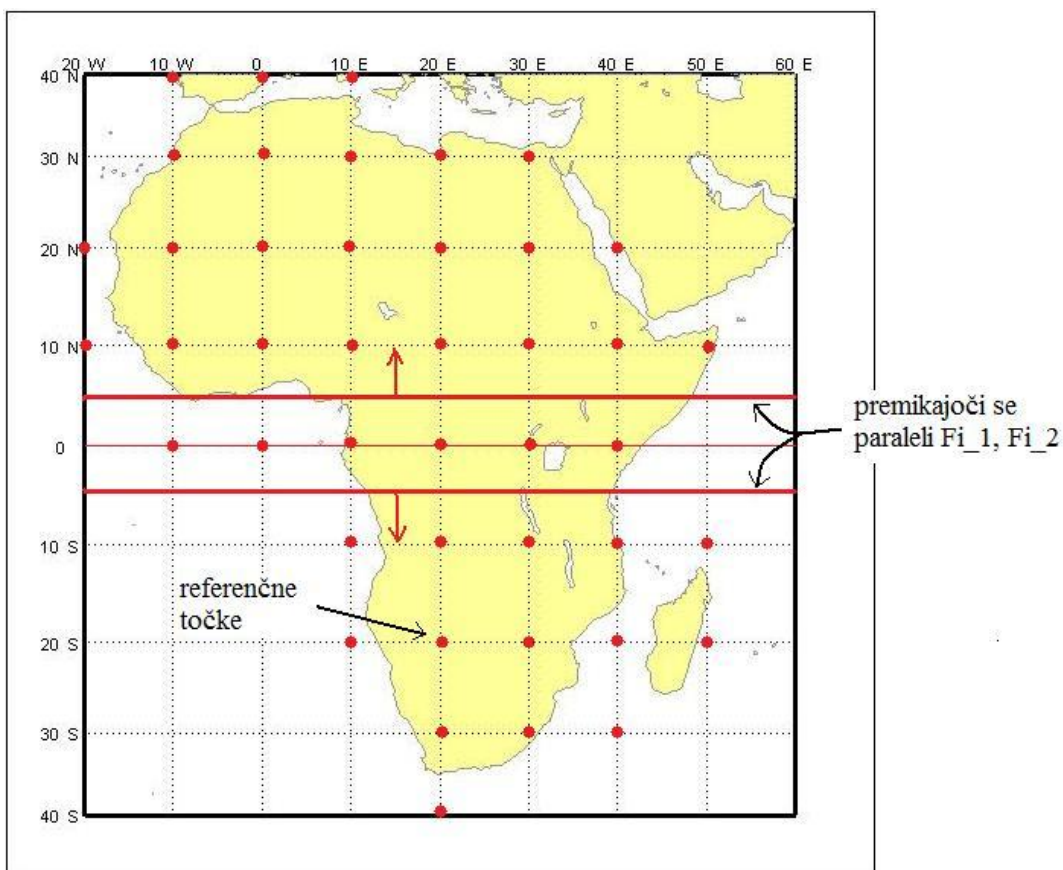 20 W 10 W 0 10 E 20 E 30 E 40 E 50 E 60 E
40 N
30 N
20 N
10 N
premikajoči se
paraleli Fi_1, Fi_2
0
10 S
referenčne
točke
20 S
30 S
40 S